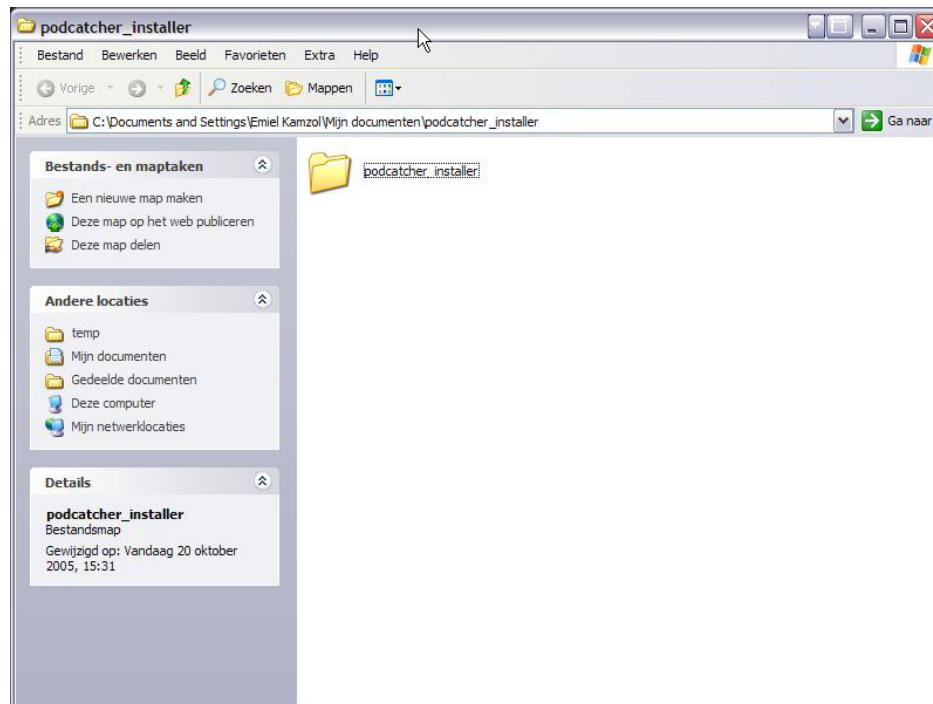 podcatcher_installer
Bestand Bewerken Beeld Favorieten Extra Help
Vorige Zoeken Mappen
Adres C:\Documents and Settings\Emiel Kamzol\Mijn documenten\podcatcher_installer Ga naar
Bestands- en maptaken
Een nieuwe map maken
Deze map op het web publiceren
Deze map delen
Andere locaties
temp
Mijn documenten
Gedeelde documenten
Deze computer
Mijn netwerklocaties
Details
podcatcher_installer
Bestandsmap
Gewijzigd op: Vandaag 20 oktober
2005, 15:31
podcatcher_installer